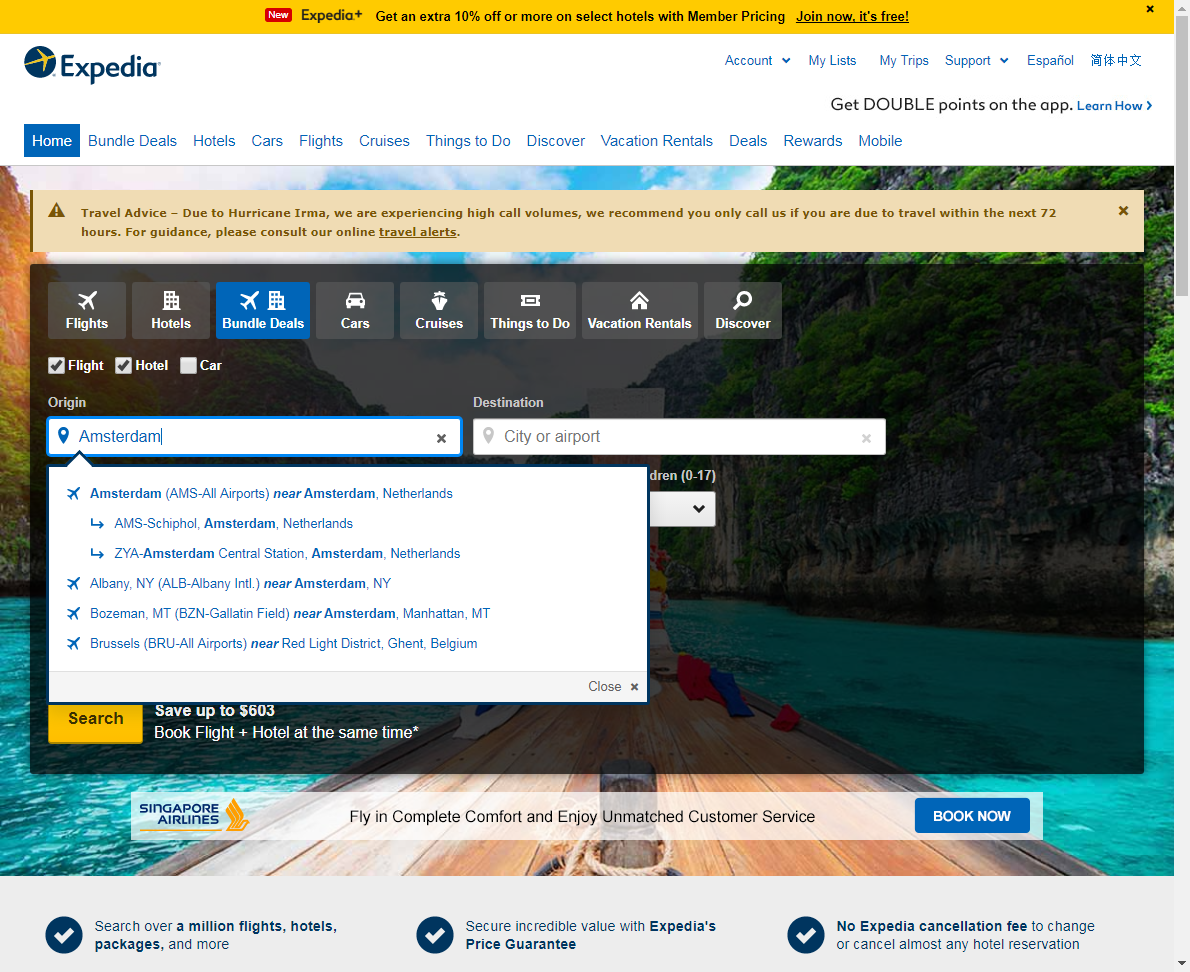 New Expedia+ Get an extra 10% off or more on select hotels with Member Pricing Join now, it's free!
Expedia
Account My Lists My Trips Support Español 简体中文
Get DOUBLE points on the app. Learn How
Home Bundle Deals Hotels Cars Flights Cruises Things to Do Discover Vacation Rentals Deals Rewards Mobile
Travel Advice – Due to Hurricane Irma, we are experiencing high call volumes, we recommend you only call us if you are due to travel within the next 72
hours. For guidance, please consult our online travel alerts.
Flights Hotels Bundle Deals Cars Cruises Things to Do Vacation Rentals Discover
Flight Hotel Car
Origin Destination
Amsterdam City or airport
dren (0-17)
Amsterdam (AMS-All Airports) near Amsterdam, Netherlands
AMS-Schiphol, Amsterdam, Netherlands
ZYA-Amsterdam Central Station, Amsterdam, Netherlands
Albany, NY (ALB-Albany Intl.) near Amsterdam, NY
Bozeman, MT (BZN-Gallatin Field) near Amsterdam, Manhattan, MT
Brussels (BRU-All Airports) near Red Light District, Ghent, Belgium
Close
Search
Save up to $603
Book Flight + Hotel at the same time*
SINGAPORE
AIRLINES
Fly in Complete Comfort and Enjoy Unmatched Customer Service
BOOK NOW
Search over a million flights, hotels,
packages, and more
Secure incredible value with Expedia's
Price Guarantee
No Expedia cancellation fee to change
or cancel almost any hotel reservation